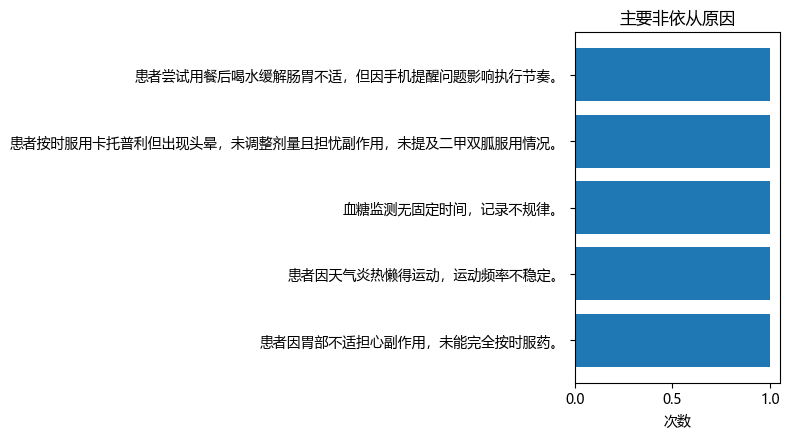 主要非依从原因
患者尝试用餐后喝水缓解肠胃不适，但因手机提醒问题影响执行节奏。
患者按时服用卡托普利但出现头晕，未调整剂量且担忧副作用，未提及二甲双胍服用情况。
血糖监测无固定时间，记录不规律。
患者因天气炎热懒得运动，运动频率不稳定。
患者因胃部不适担心副作用，未能完全按时服药。
0.0 0.5 1.0
次数